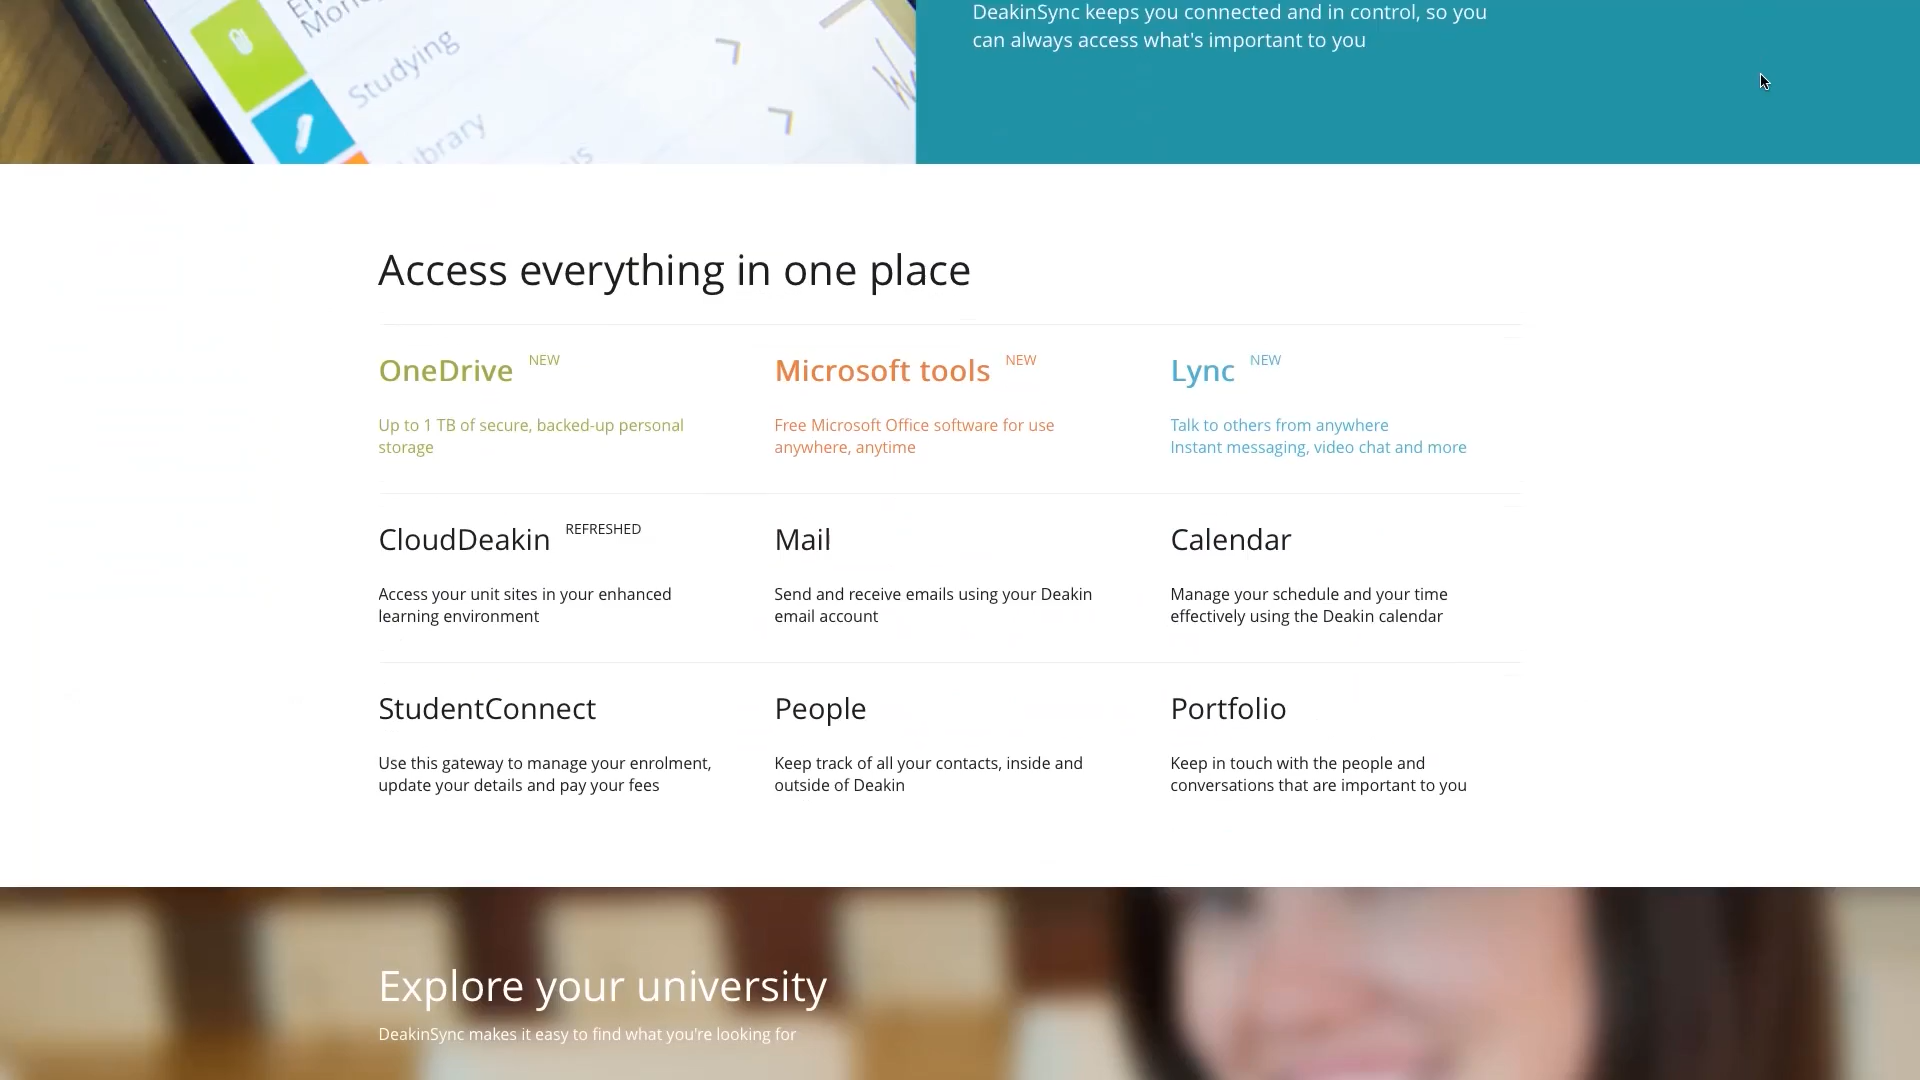 Studying
DeakinSync keeps you connected and in control, so you
can always access what's important to you
Access everything in one place
OneDrive NEW
Microsoft tools NEW
Lync NEW
Up to 1 TB of secure, backed-up personal
storage
Free Microsoft Office software for use
anywhere, anytime
Talk to others from anywhere
Instant messaging, video chat and more
CloudDeakin REFRESHED
Mail
Calendar
Access your unit sites in your enhanced
learning environment
Send and receive emails using your Deakin
email account
Manage your schedule and your time
effectively using the Deakin calendar
StudentConnect
People
Portfolio
Use this gateway to manage your enrolment,
update your details and pay your fees
Keep track of all your contacts, inside and
outside of Deakin
Keep in touch with the people and
conversations that are important to you
Explore your university
DeakinSync makes it easy to find what you're looking for